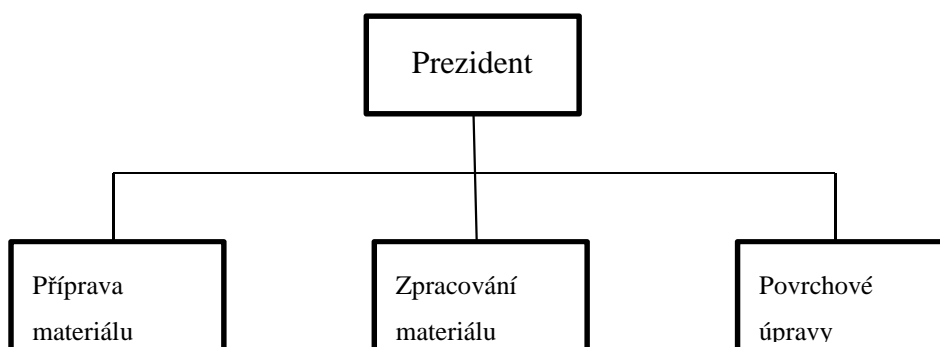 Prezident
Příprava
materiálu
Zpracování
materiálu
Povrchové
úpravy